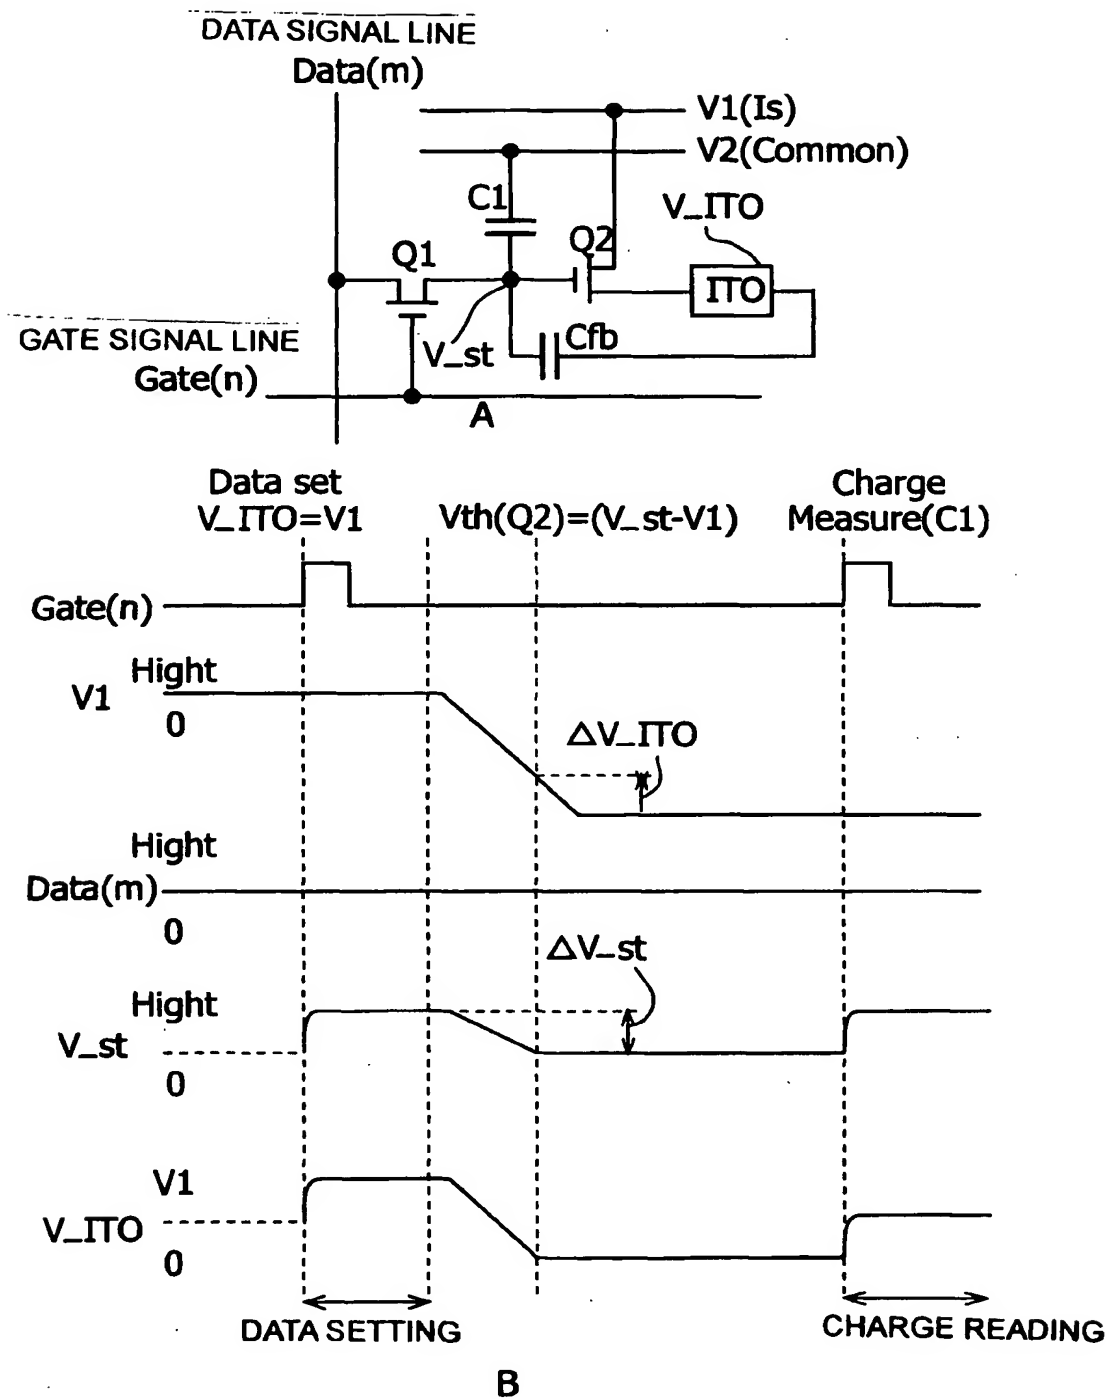 DATA SIGNAL LINE
Data(m)
V1(Is)
V2(Common)
C1
V_ITO
Q2
Q1
ITO
GATE SIGNAL LINE
V_st
Cfb
Gate(n)
A
Data set
V_ITO=V1
Vth(Q2)=(V_st-V1)
Charge
Measure(C1)
Gate(n)
Hight
V1
0
△V_ITO
Hight
Data(m)
0
△V_st
Hight
V_st
0
V1
V_ITO
0
DATA SETTING
CHARGE READING
B